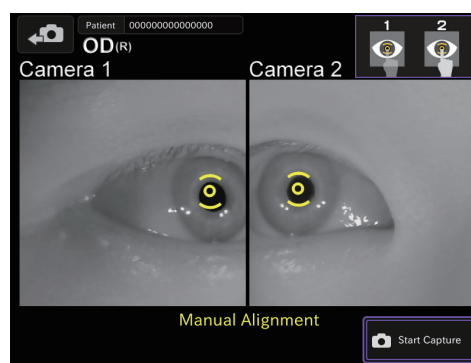 Patient 000000000000000
OD(R)
1 2
Camera 1 Camera 2
Manual Alignment
Start Capture